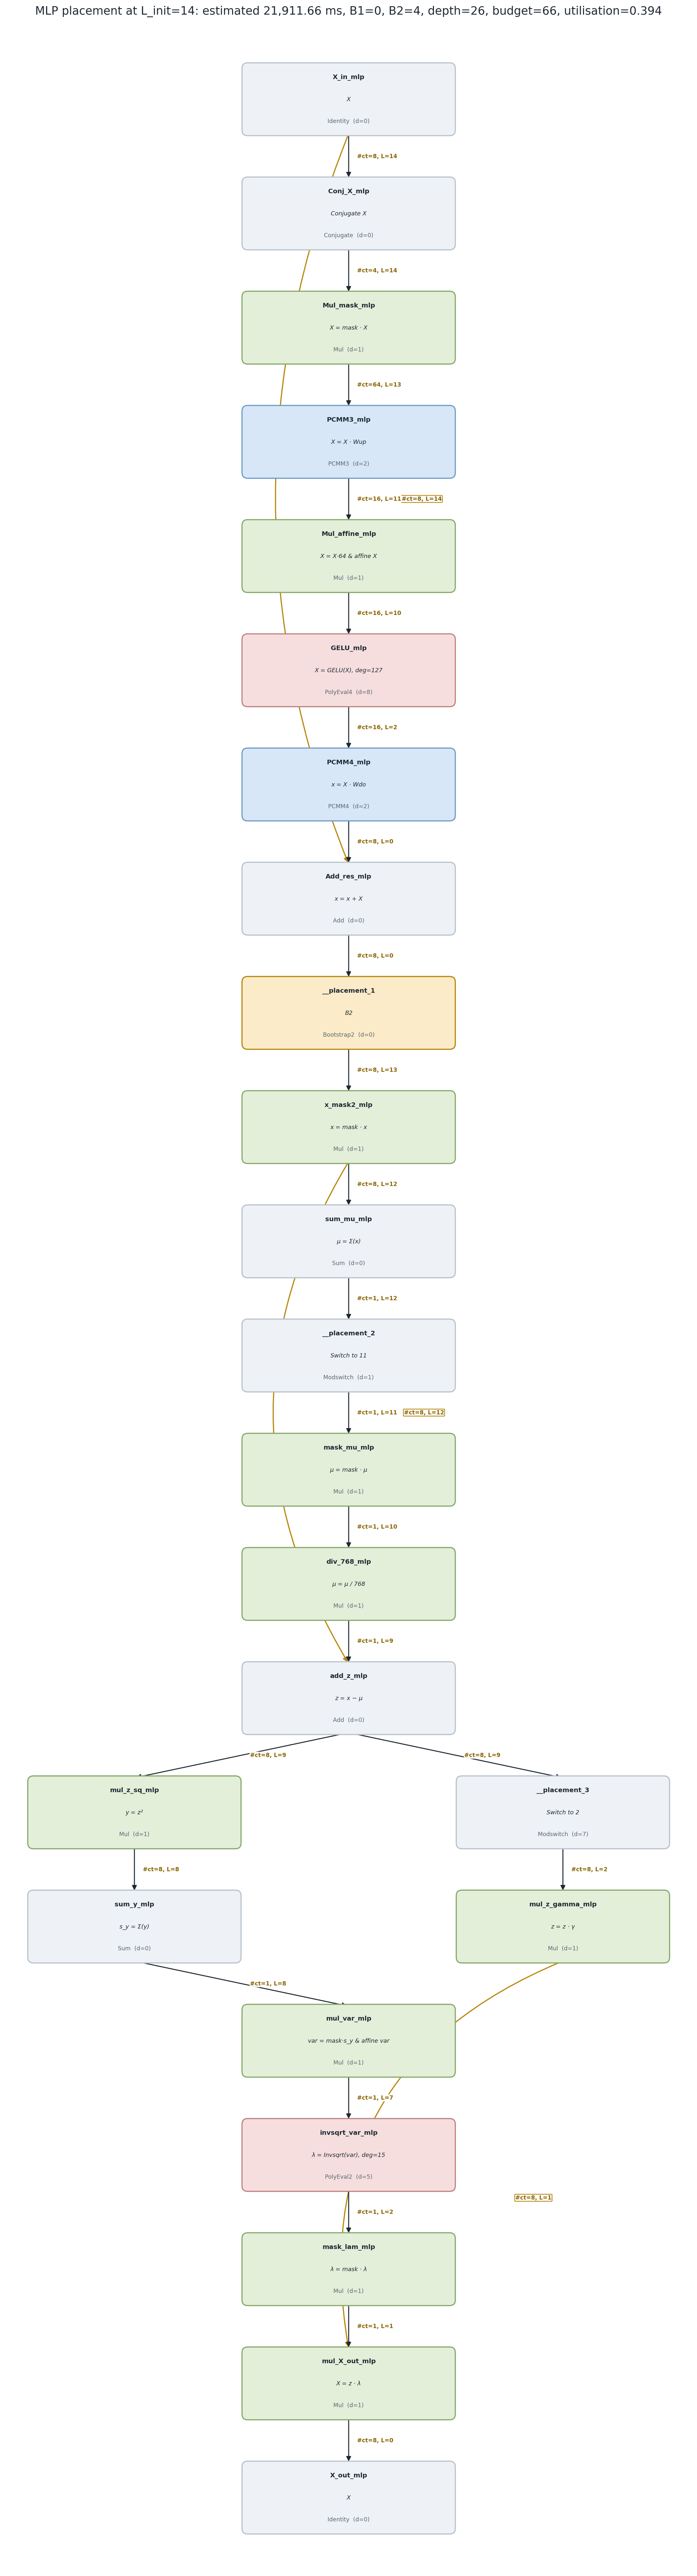 MLP placement at L_init=14: estimated 21,911.66 ms, B1=0, B2=4, depth=26, budget=66, utilisation=0.394
X_in_mlp
X
Identity (d=0)
#ct=8, L=14
Conj_X_mlp
Conjugate X
Conjugate (d=0)
#ct=4, L=14
Mul_mask_mlp
X = mask · X
Mul (d=1)
#ct=64, L=13
PCMM3_mlp
X = X · Wup
PCMM3 (d=2)
#ct=16, L=11 #ct=8, L=14
Mul_affine_mlp
X = X·64 & affine X
Mul (d=1)
#ct=16, L=10
GELU_mlp
X = GELU(X), deg=127
PolyEval4 (d=8)
#ct=16, L=2
PCMM4_mlp
x = X · Wdo
PCMM4 (d=2)
#ct=8, L=0
Add_res_mlp
x = x + X
Add (d=0)
#ct=8, L=0
__placement_1
B2
Bootstrap2 (d=0)
#ct=8, L=13
x_mask2_mlp
x = mask · x
Mul (d=1)
#ct=8, L=12
sum_mu_mlp
μ = Σ(x)
Sum (d=0)
#ct=1, L=12
__placement_2
Switch to 11
Modswitch (d=1)
#ct=1, L=11 #ct=8, L=12
mask_mu_mlp
μ = mask · μ
Mul (d=1)
#ct=1, L=10
div_768_mlp
μ = μ / 768
Mul (d=1)
#ct=1, L=9
add_z_mlp
z = x − μ
Add (d=0)
#ct=8, L=9 #ct=8, L=9
mul_z_sq_mlp
y = z²
Mul (d=1)
__placement_3
Switch to 2
Modswitch (d=7)
#ct=8, L=8 #ct=8, L=2
sum_y_mlp
s_y = Σ(y)
Sum (d=0)
mul_z_gamma_mlp
z = z · γ
Mul (d=1)
#ct=1, L=8
mul_var_mlp
var = mask·s_y & affine var
Mul (d=1)
#ct=1, L=7
invsqrt_var_mlp
λ = Invsqrt(var), deg=15
PolyEval2 (d=5)
#ct=8, L=1
#ct=1, L=2
mask_lam_mlp
λ = mask · λ
Mul (d=1)
#ct=1, L=1
mul_X_out_mlp
X = z · λ
Mul (d=1)
#ct=8, L=0
X_out_mlp
X
Identity (d=0)